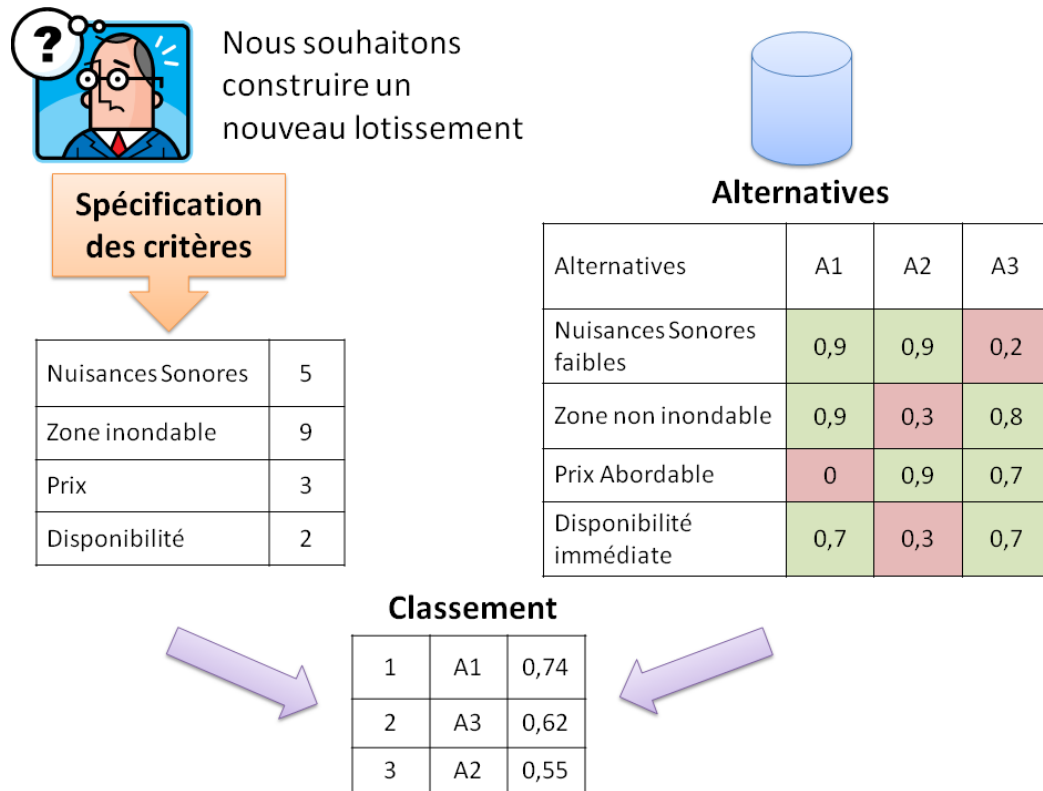 ?
Nous souhaitons
construire un
nouveau lotissement
Spécification
des critères
Nuisances Sonores 5
Zone inondable 9
Prix 3
Disponibilité 2
Alternatives
Alternatives A1 A2 A3
Nuisances Sonores
faibles 0,9 0,9 0,2
Zone non inondable 0,9 0,3 0,8
Prix Abordable 0 0,9 0,7
Disponibilité
immédiate 0,7 0,3 0,7
Classement
1 A1 0,74
2 A3 0,62
3 A2 0,55